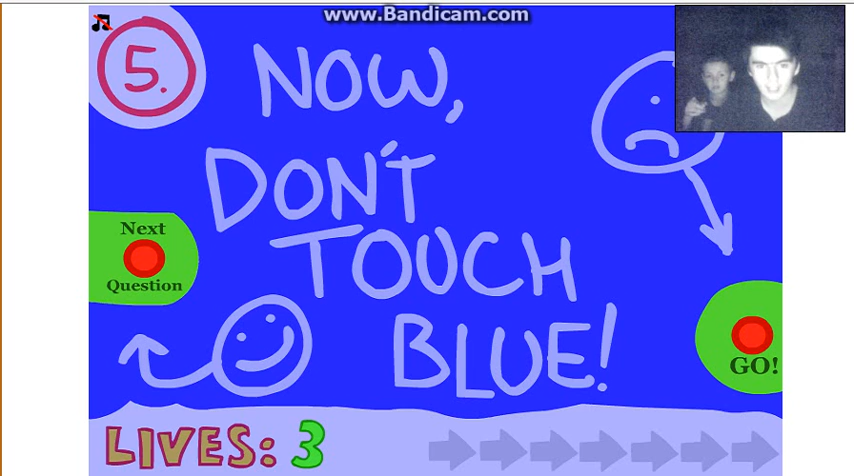 www.Bandicam.com
5.
NOW,
DON'T
TOUCH
BLUE!
Next
Question
GO!
LIVES: 3